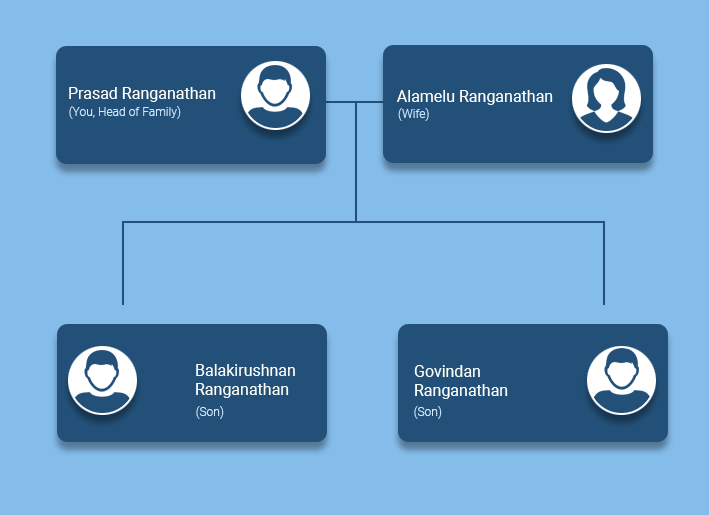 Prasad Ranganathan
(You, Head of Family)
Alamelu Ranganathan
(Wife)
Balakirushnan
Ranganathan
(Son)
Govindan
Ranganathan
(Son)